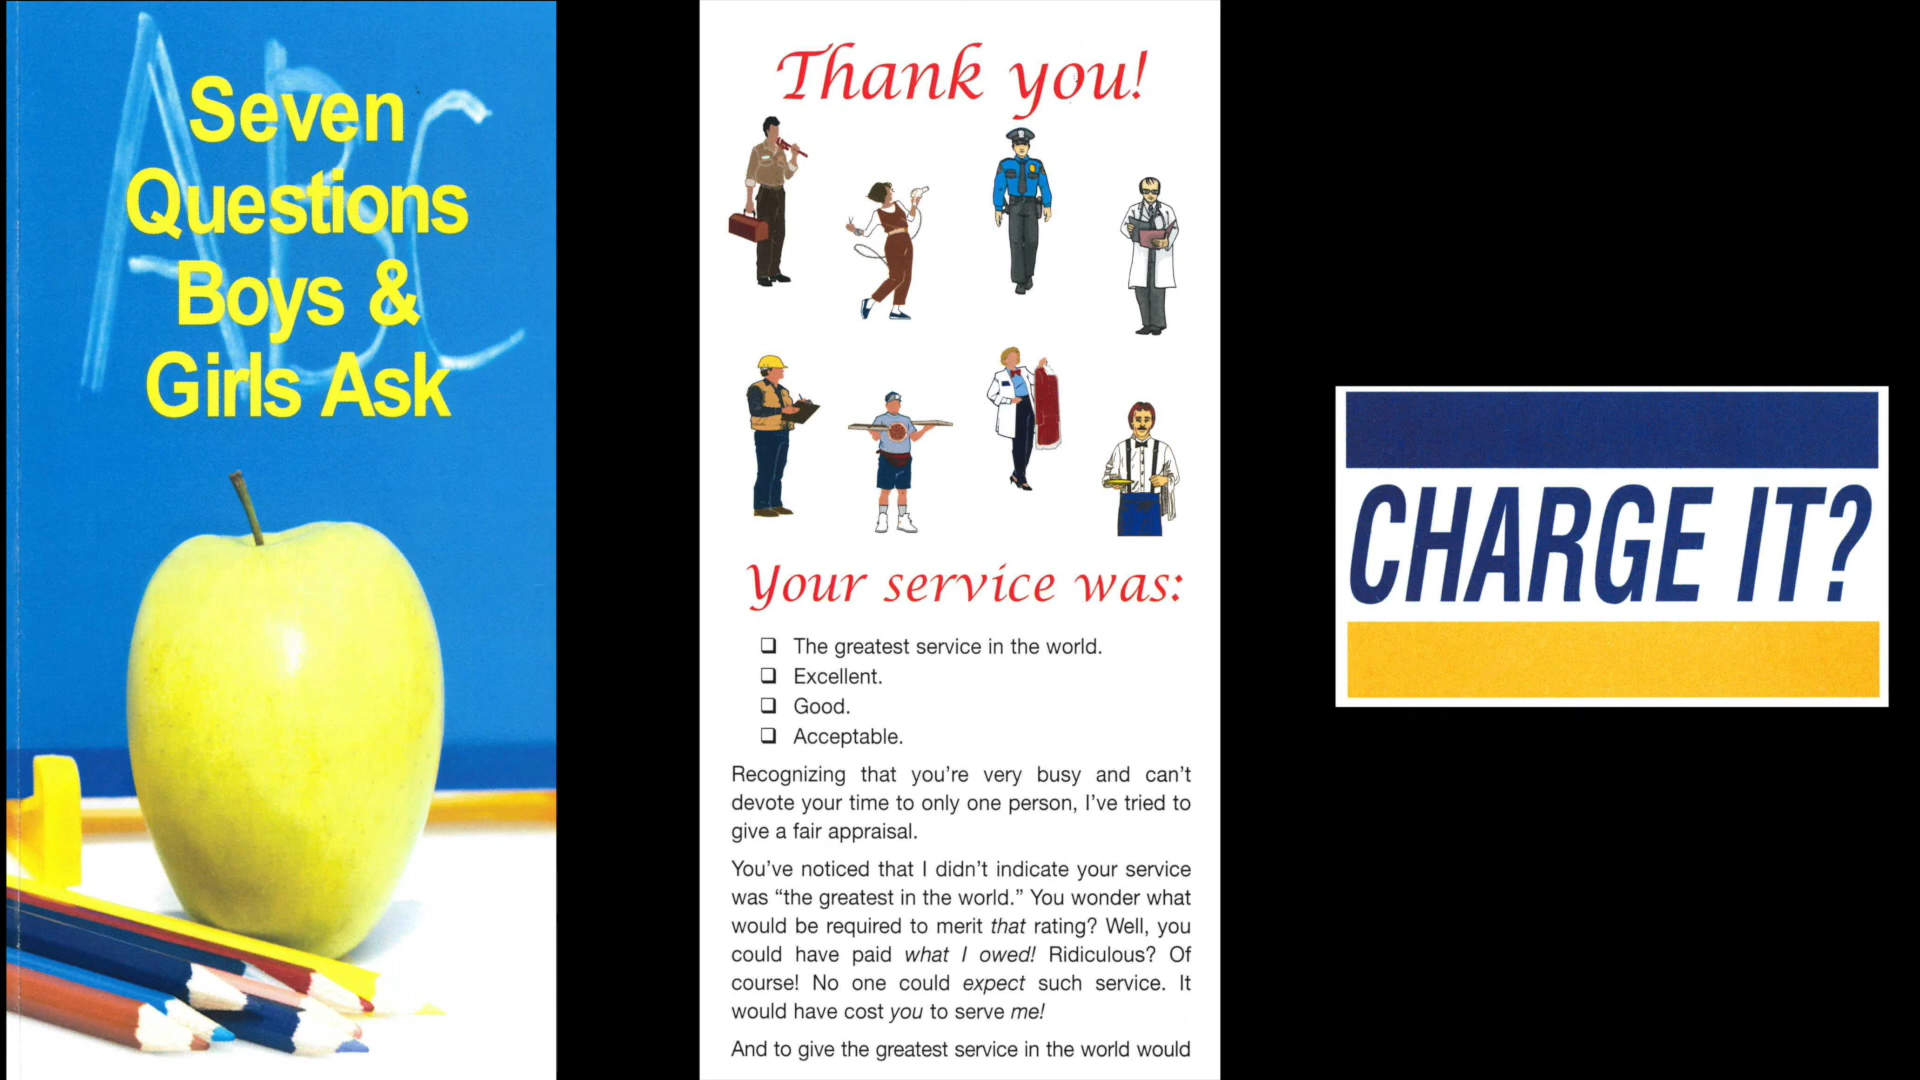 ABC
Seven
Questions
Boys &
Girls Ask
Thank you!
Your service was:
❏ The greatest service in the world.
❏ Excellent.
❏ Good.
❏ Acceptable.
Recognizing that you're very busy and can't
devote your time to only one person, I've tried to
give a fair appraisal.
You've noticed that I didn't indicate your service
was “the greatest in the world.” You wonder what
would be required to merit that rating? Well, you
could have paid what I owed! Ridiculous? Of
course! No one could expect such service. It
would have cost you to serve me!
And to give the greatest service in the world would
CHARGE IT?